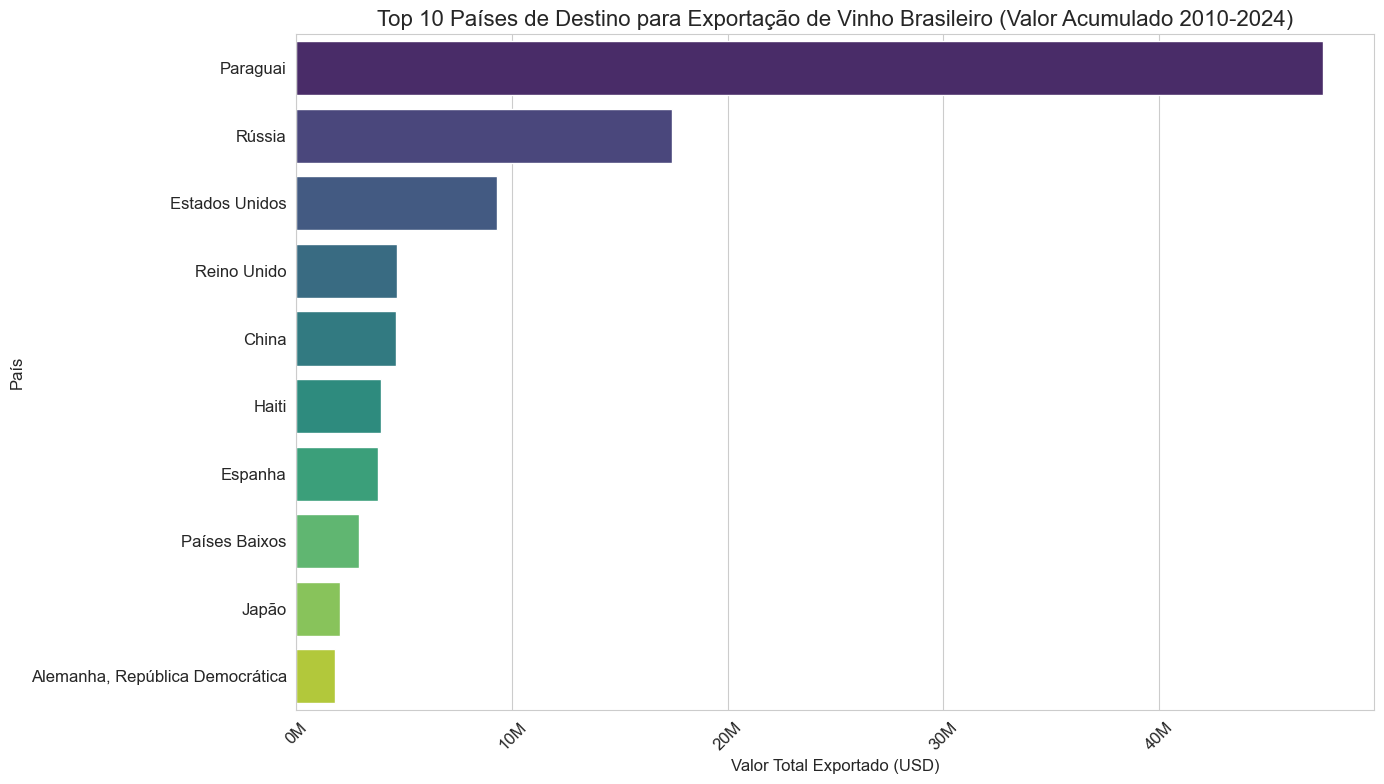 Top 10 Países de Destino para Exportação de Vinho Brasileiro (Valor Acumulado 2010-2024)
País
Paraguai
Rússia
Estados Unidos
Reino Unido
China
Haiti
Espanha
Países Baixos
Japão
Alemanha, República Democrática
0M 10M 20M 30M 40M
Valor Total Exportado (USD)